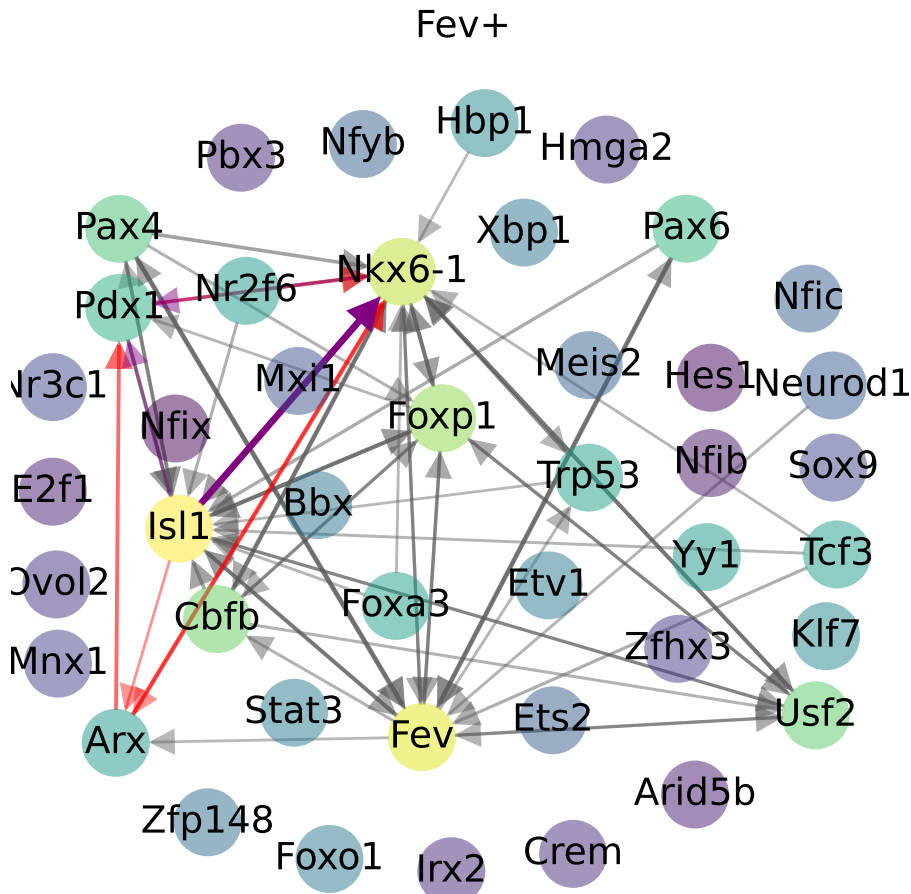 Fev+
Hbp1
Nfyb
Pbx3
Hmga2
Pax4
Pax6
Xbp1
Nkx6-1
Nr2f6
Pdx1
Nfic
Meis2
Mxi1
Hes1
Nr3c1
Neurod1
Foxp1
Nfix
Nfib
Sox9
Trp53
E2f1
Bbx
Isl1
Yy1
Tcf3
Ovol2
Etv1
Foxa3
Cbfb
Klf7
Zfhx3
Mnx1
Stat3
Ets2
Usf2
Fev
Arx
Arid5b
Zfp148
Crem
Foxo1
Irx2